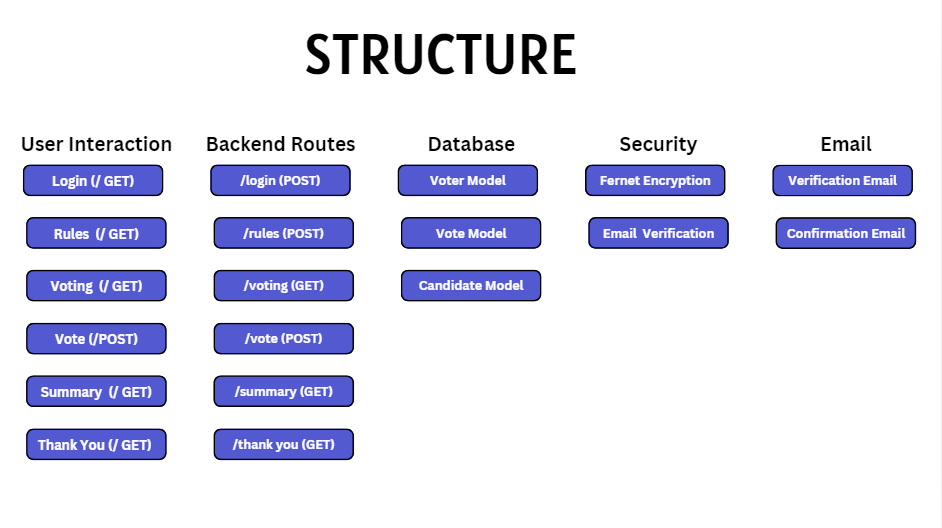 STRUCTURE
User Interaction
Login (/ GET)
Rules (/ GET)
Voting (/ GET)
Vote (/POST)
Summary (/ GET)
Thank You (/ GET)
Backend Routes
/login (POST)
/rules (POST)
/voting (GET)
/vote (POST)
/summary (GET)
/thank you (GET)
Database
Voter Model
Vote Model
Candidate Model
Security
Fernet Encryption
Email Verification
Email
Verification Email
Confirmation Email